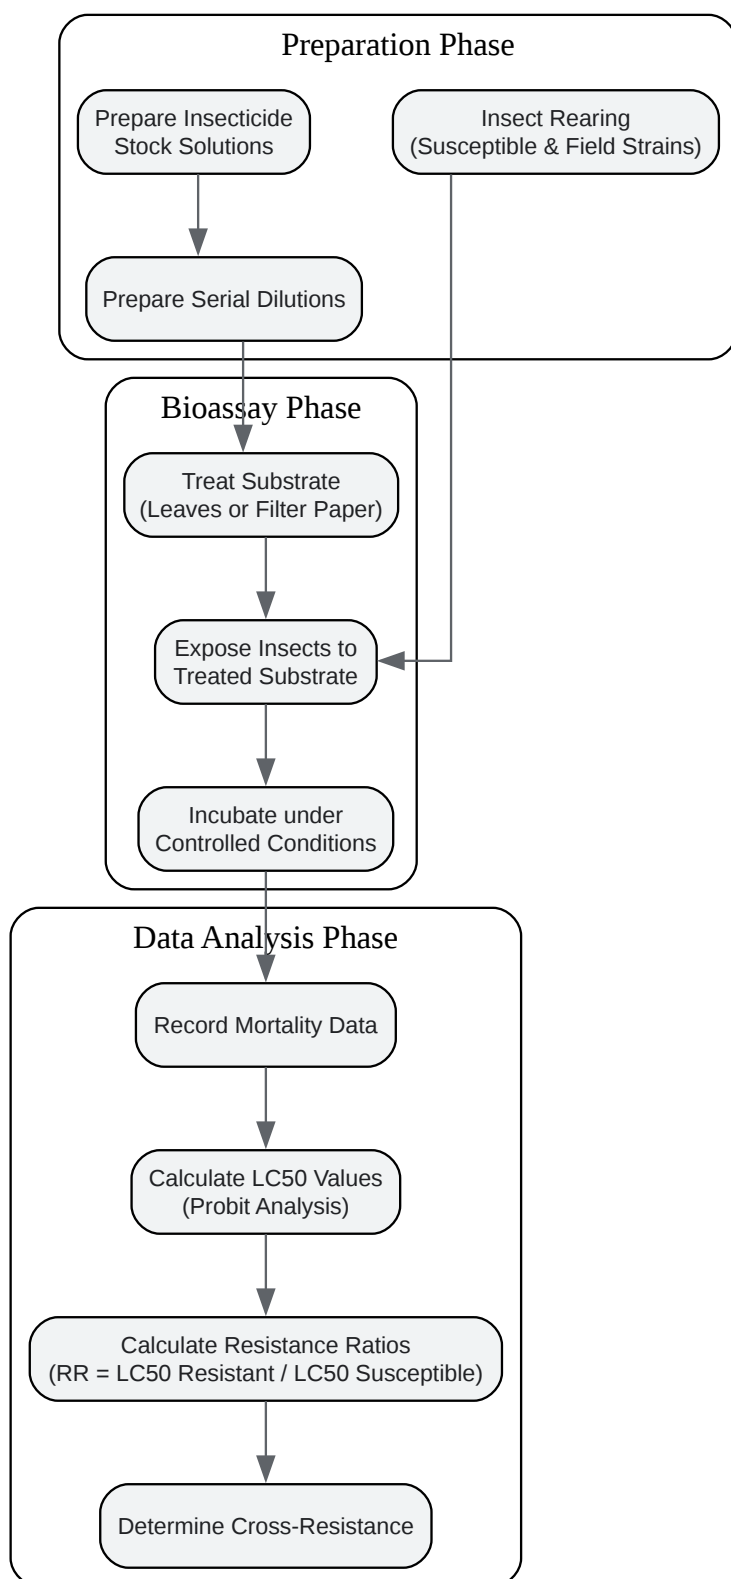 Preparation Phase
Prepare Insecticide
Stock Solutions
Insect Rearing
(Susceptible & Field Strains)
Prepare Serial Dilutions
Bioassay Phase
Treat Substrate
(Leaves or Filter Paper)
Expose Insects to
Treated Substrate
Incubate under
Controlled Conditions
Data Analysis Phase
Record Mortality Data
Calculate LC50 Values
(Probit Analysis)
Calculate Resistance Ratios
(RR = LC50 Resistant / LC50 Susceptible)
Determine Cross-Resistance